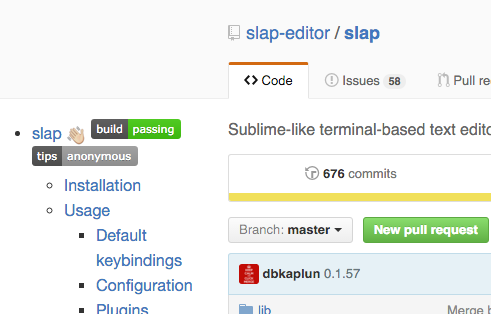 slap-editor / slap
Code Issues 58 Pull re
slap build passing
tips anonymous
Installation
Usage
Default
keybindings
Configuration
Plugins
Sublime-like terminal-based text edito
676 commits
Branch: master New pull request
dbkaplun 0.1.57
lib Merge b